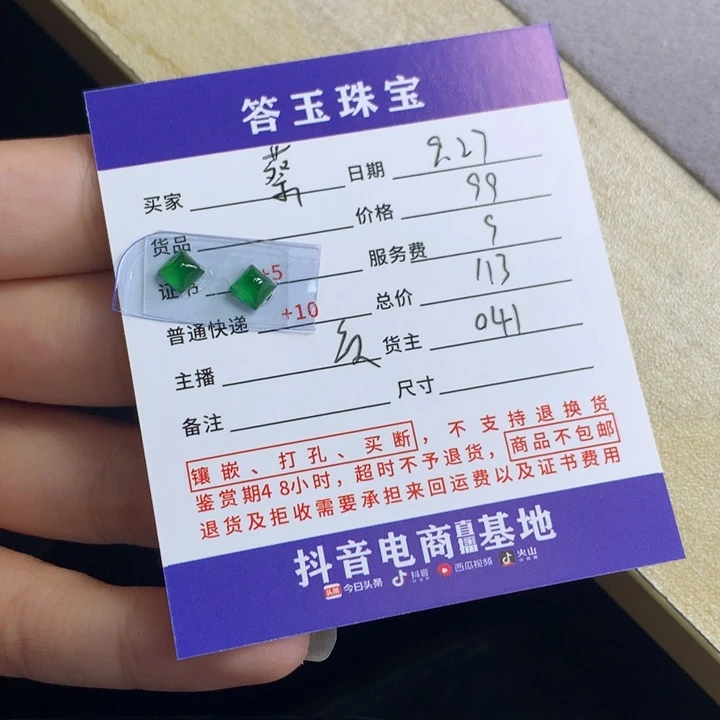 答玉珠宝
买家 蔡 日期 9.27
货品 价格 99
证书 +5 服务费 9
普通快递 +10 总价 113
主播 货主 041
备注 尺寸
镶嵌、打孔、买断，不支持退换货
鉴赏期48小时，超时不予退货，商品不包邮
退货及拒收需要承担来回运费以及证书费用
抖音电商直播基地
头条 今日头条 抖音 西瓜视频 火山